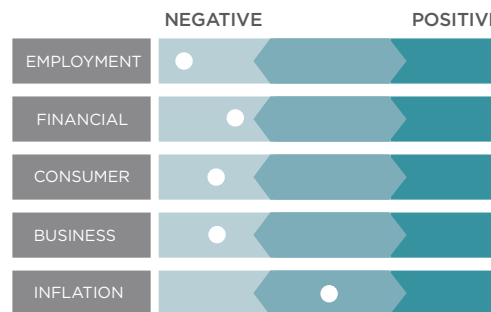 NEGATIVE POSITIVE
EMPLOYMENT
FINANCIAL
CONSUMER
BUSINESS
INFLATION